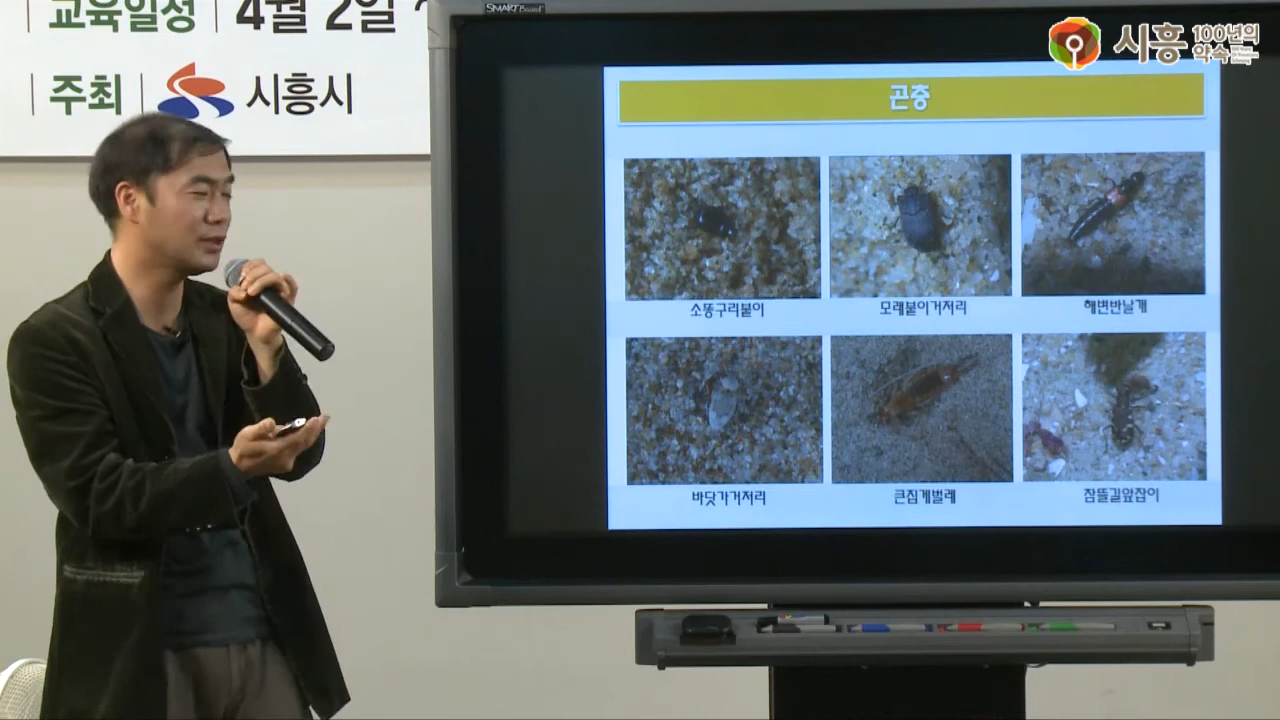 교육일정 4월 2일 ~
주최 시흥시
SMART Board
시흥 100년의 약속
곤충
소똥구리붙이
모래붙이거저리
해변반날개
바닷가거저리
큰집게벌레
참뜰길앞잡이